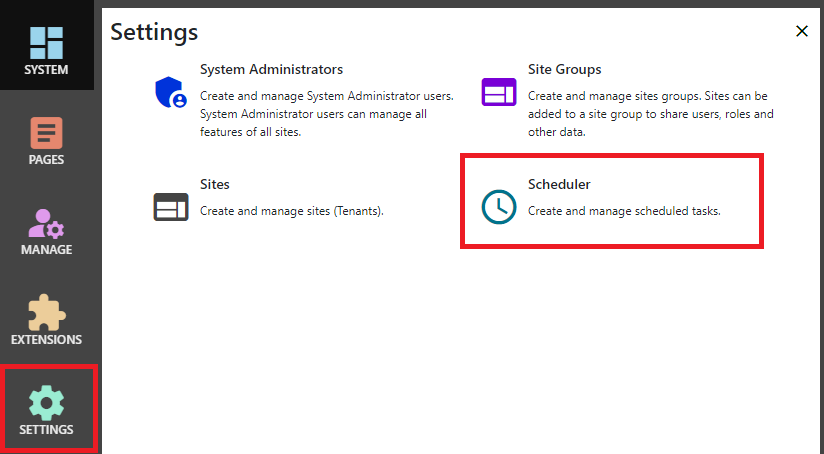 SYSTEM
PAGES
MANAGE
EXTENSIONS
SETTINGS
Settings
System Administrators
Create and manage System Administrator users.
System Administrator users can manage all
features of all sites.
Site Groups
Create and manage sites groups. Sites can be
added to a site group to share users, roles and
other data.
Sites
Create and manage sites (Tenants).
Scheduler
Create and manage scheduled tasks.